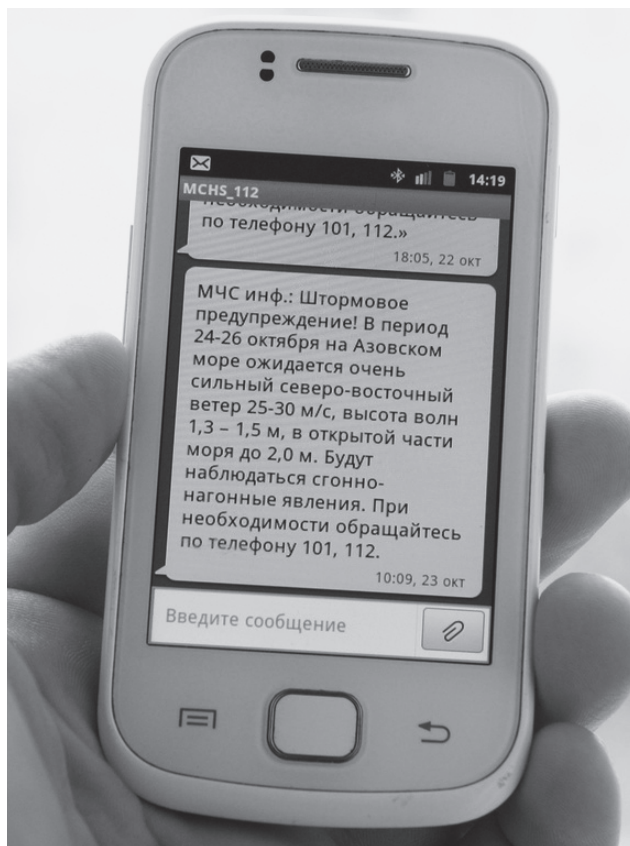 14:19
MCHS_112
необходимости обращайтесь
по телефону 101, 112.»
18:05, 22 окт
МЧС инф.: Штормовое
предупреждение! В период
24-26 октября на Азовском
море ожидается очень
сильный северо-восточный
ветер 25-30 м/с, высота волн
1,3 – 1,5 м, в открытой части
моря до 2,0 м. Будут
наблюдаться сгонно-
нагонные явления. При
необходимости обращайтесь
по телефону 101, 112.
10:09, 23 окт
Введите сообщение